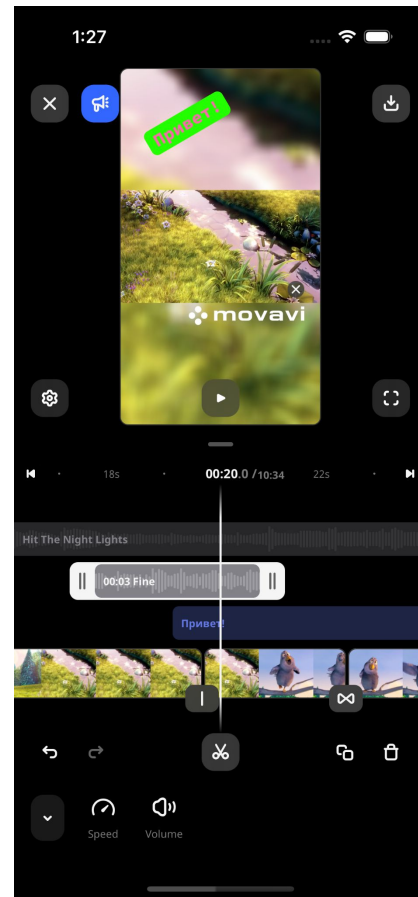 1:27
привет!
movavi
18s
00:20.0 /10:34
22s
Hit The Night Lights
00:03 Fine
Привет!
Speed
Volume